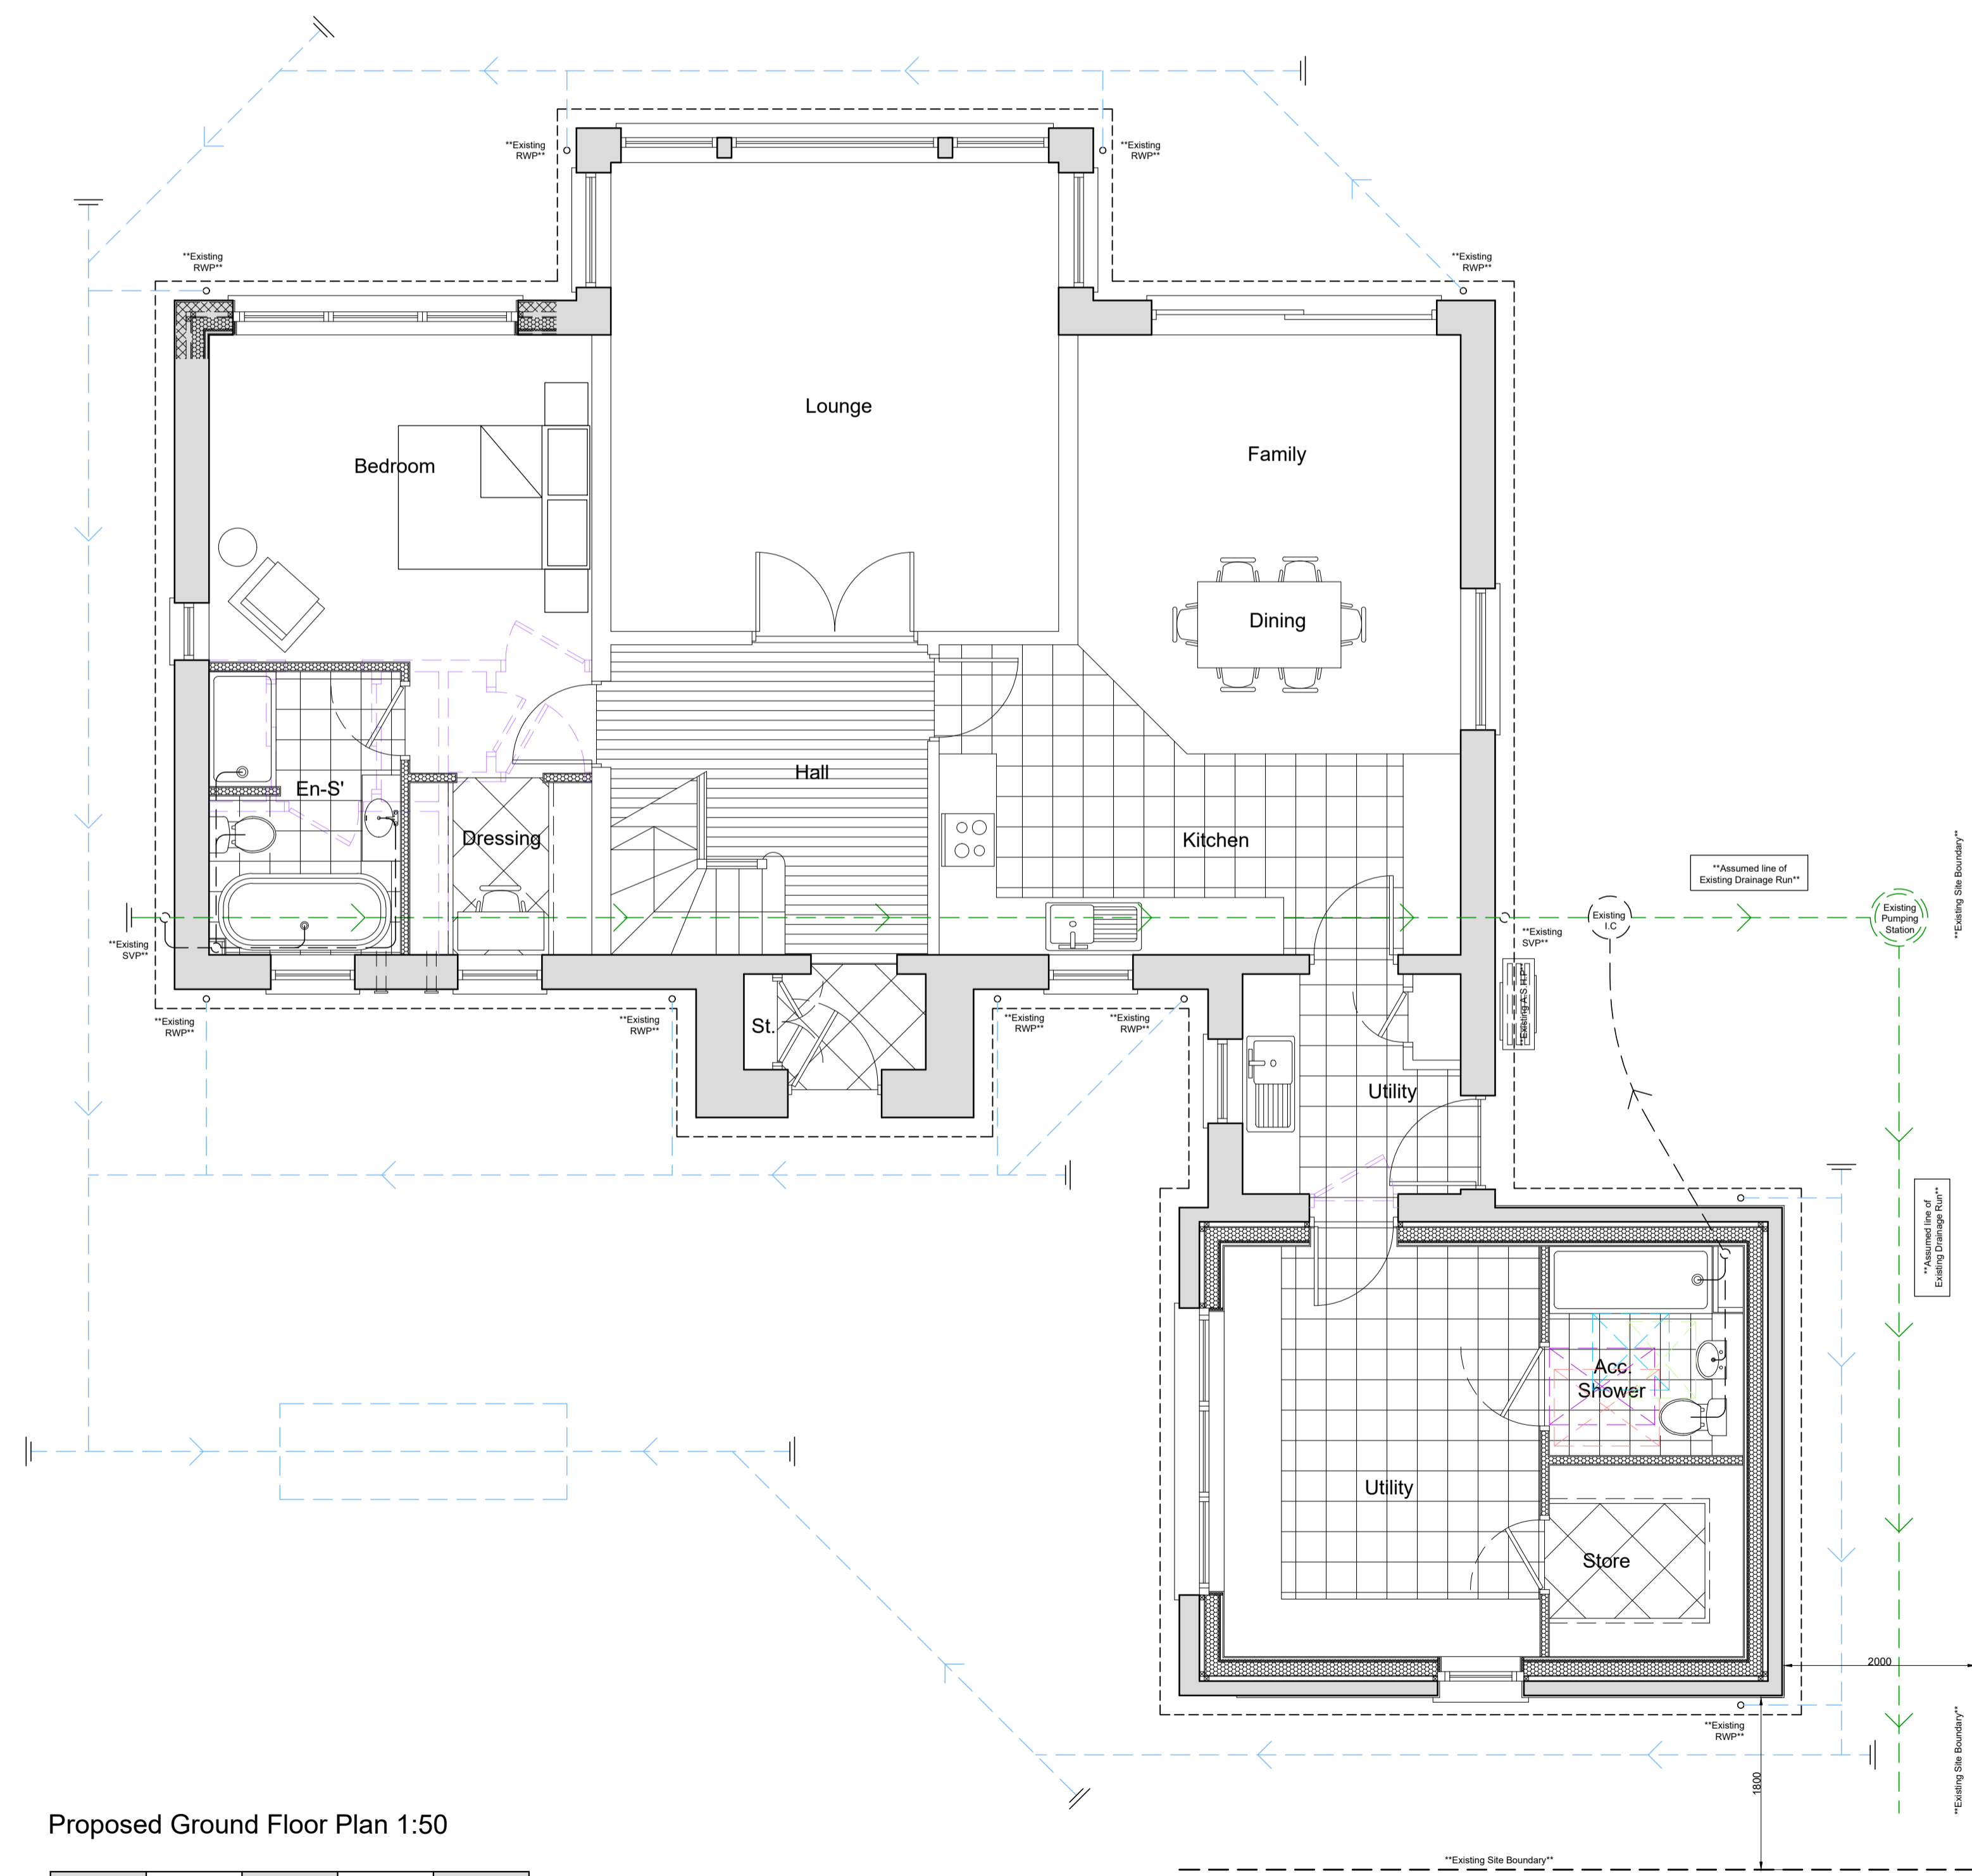 **Existing
RWP**
**Existing
RWP**
**Existing
RWP**
**Existing
RWP**
Lounge
Family
Bedroom
Dining
Hall
En-S'
Dressing
Kitchen
**Assumed line of
Existing Drainage Run**
**Existing Site Boundary**
Existing
I.C
Existing
Pumping
Station
**Existing
SVP**
**Existing
SVP**
**Existing A.S.H.P**
St.
**Existing
RWP**
**Existing
RWP**
**Existing
RWP**
**Existing
RWP**
Utility
**Assumed line of
Existing Drainage Run**
Acc.
Shower
Utility
Store
2000
**Existing
RWP**
1800
**Existing Site Boundary**
Proposed Ground Floor Plan 1:50
**Existing Site Boundary**